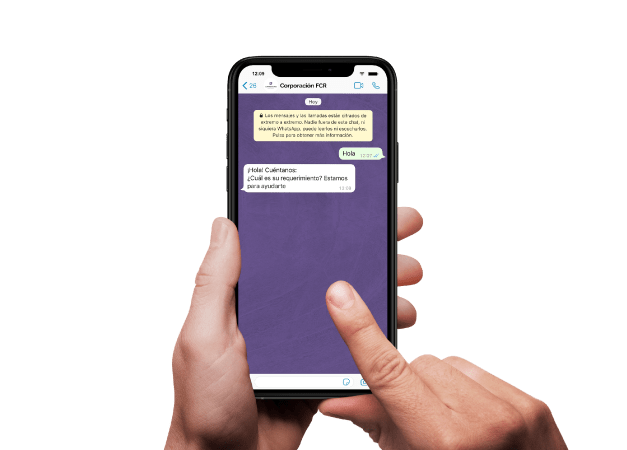 12:09
26
Corporación FCR
Hoy
Los mensajes y las llamadas están cifrados de
extremo a extremo. Nadie fuera de este chat, ni
siquiera WhatsApp, puede leerlos ni escucharlos.
Pulsa para obtener más información.
Hola 12:07
¡Hola! Cuéntanos:
¿Cuál es su requerimiento? Estamos
para ayudarte
12:09